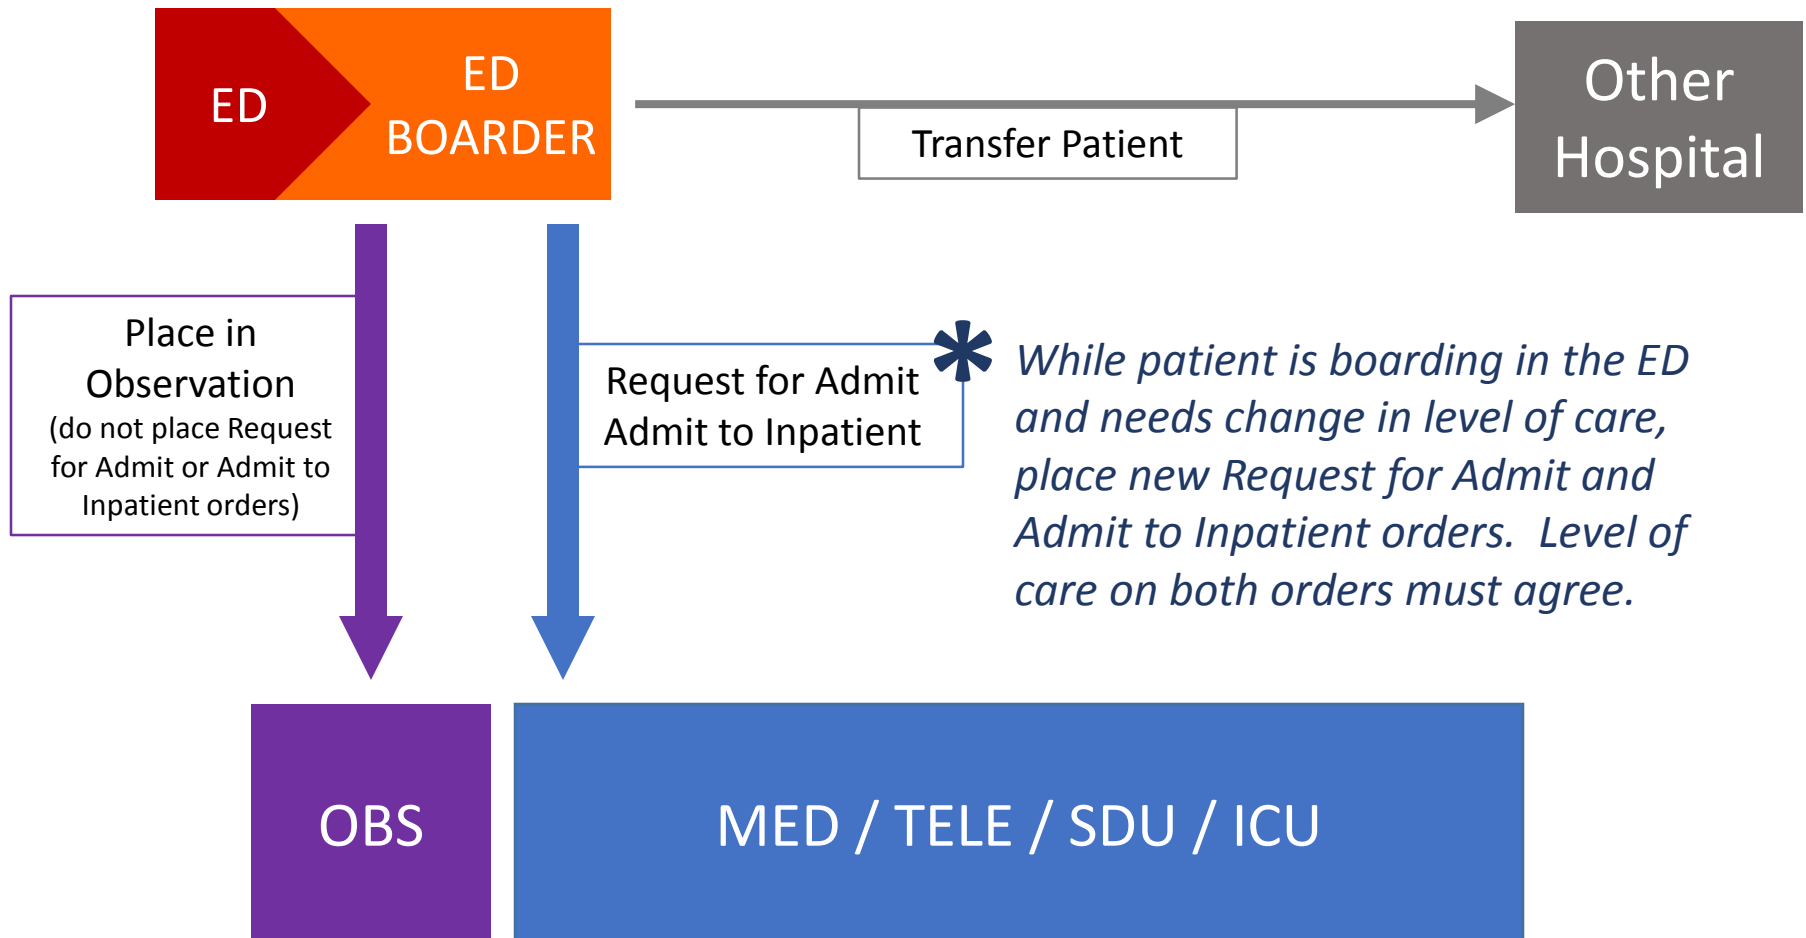 ED
ED
BOARDER
Transfer Patient
Other
Hospital
Place in
Observation
(do not place Request
for Admit or Admit to
Inpatient orders)
Request for Admit
Admit to Inpatient
*
While patient is boarding in the ED
and needs change in level of care,
place new Request for Admit and
Admit to Inpatient orders.  Level of
care on both orders must agree.
OBS
MED / TELE / SDU / ICU